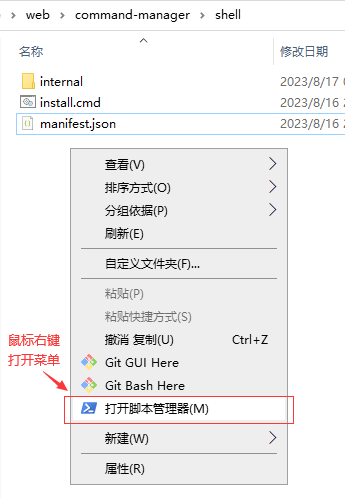 web > command-manager > shell
名称 修改日期
internal 2023/8/17 0
install.cmd 2023/8/16 2
manifest.json 2023/8/16 2
查看(V)
排序方式(O)
分组依据(P)
刷新(E)
自定义文件夹(F)...
粘贴(P)
粘贴快捷方式(S)
撤消 复制(U) Ctrl+Z
鼠标右键
打开菜单
Git GUI Here
Git Bash Here
打开脚本管理器(M)
新建(W)
属性(R)